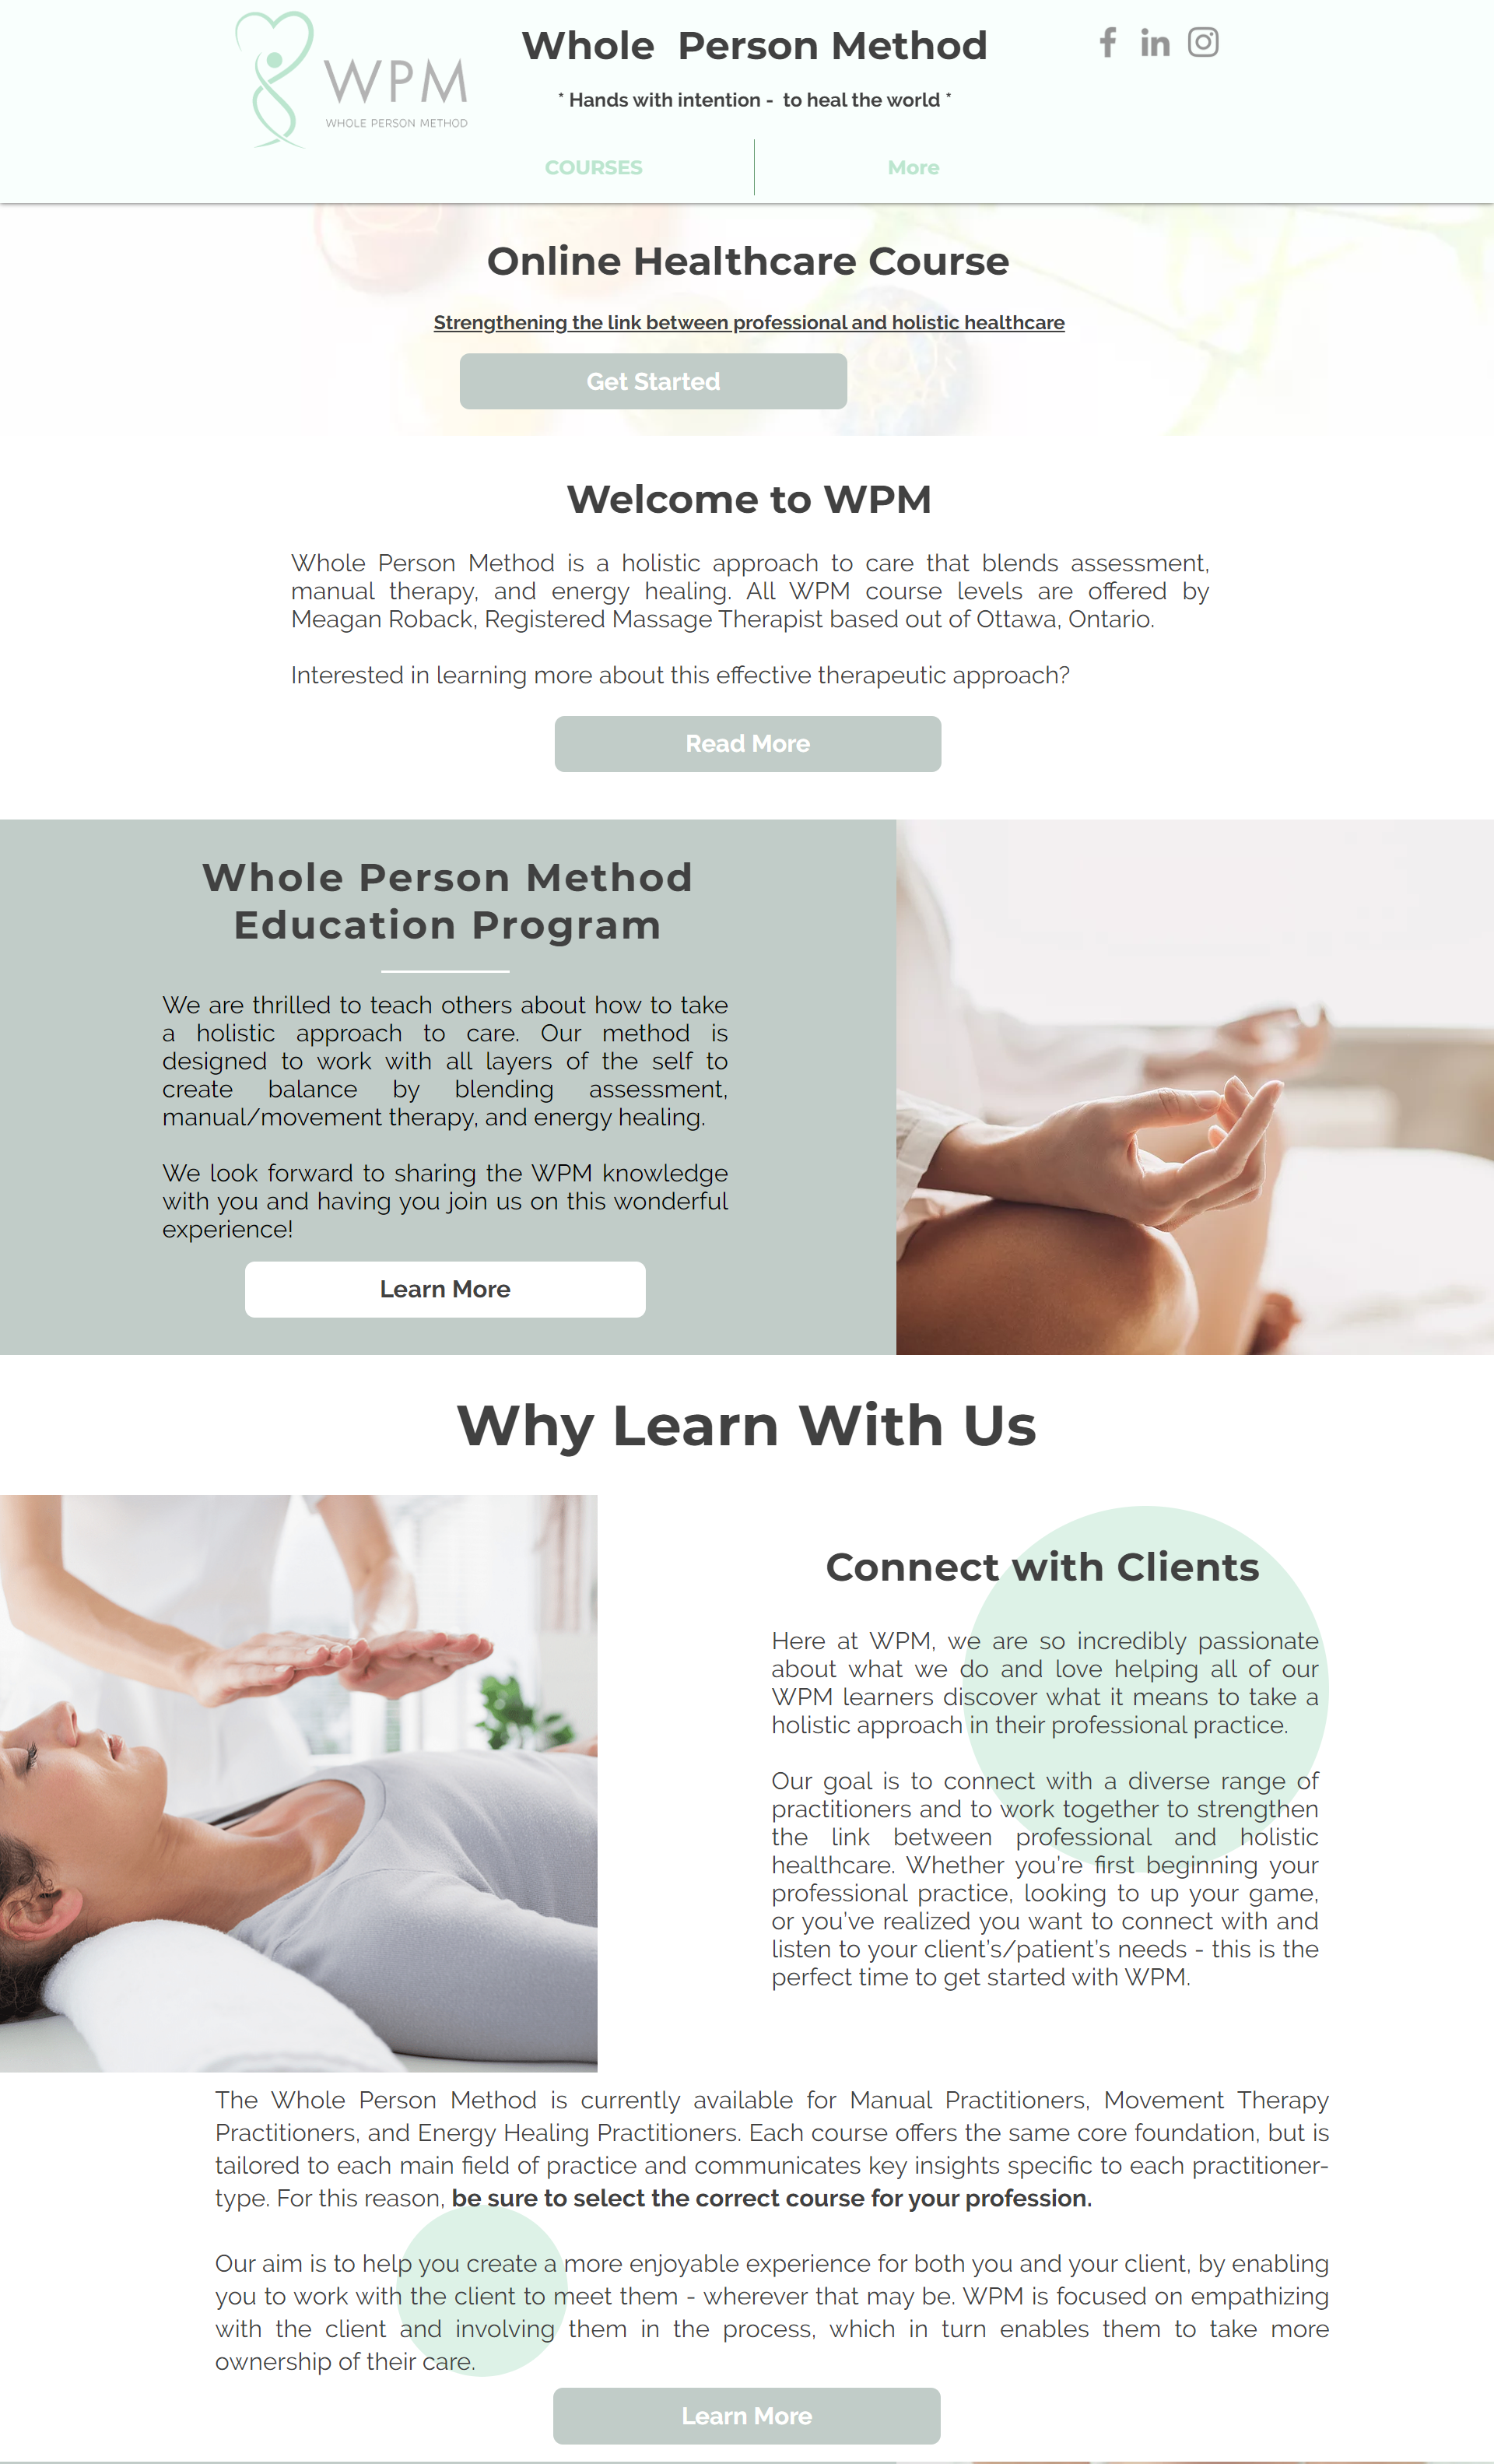 WPM
WHOLE PERSON METHOD
Whole Person Method
* Hands with intention - to heal the world *
COURSES
More
Online Healthcare Course
Strengthening the link between professional and holistic healthcare
Get Started
Welcome to WPM
Whole Person Method is a holistic approach to care that blends assessment,
manual therapy, and energy healing. All WPM course levels are offered by
Meagan Roback, Registered Massage Therapist based out of Ottawa, Ontario.
Interested in learning more about this effective therapeutic approach?
Read More
Whole Person Method
Education Program
We are thrilled to teach others about how to take
a holistic approach to care. Our method is
designed to work with all layers of the self to
create balance by blending assessment,
manual/movement therapy, and energy healing.
We look forward to sharing the WPM knowledge
with you and having you join us on this wonderful
experience!
Learn More
Why Learn With Us
Connect with Clients
Here at WPM, we are so incredibly passionate
about what we do and love helping all of our
WPM learners discover what it means to take a
holistic approach in their professional practice.
Our goal is to connect with a diverse range of
practitioners and to work together to strengthen
the link between professional and holistic
healthcare. Whether you're first beginning your
professional practice, looking to up your game,
or you've realized you want to connect with and
listen to your client's/patient's needs - this is the
perfect time to get started with WPM.
The Whole Person Method is currently available for Manual Practitioners, Movement Therapy
Practitioners, and Energy Healing Practitioners. Each course offers the same core foundation, but is
tailored to each main field of practice and communicates key insights specific to each practitioner-
type. For this reason, be sure to select the correct course for your profession.
Our aim is to help you create a more enjoyable experience for both you and your client, by enabling
you to work with the client to meet them - wherever that may be. WPM is focused on empathizing
with the client and involving them in the process, which in turn enables them to take more
ownership of their care.
Learn More